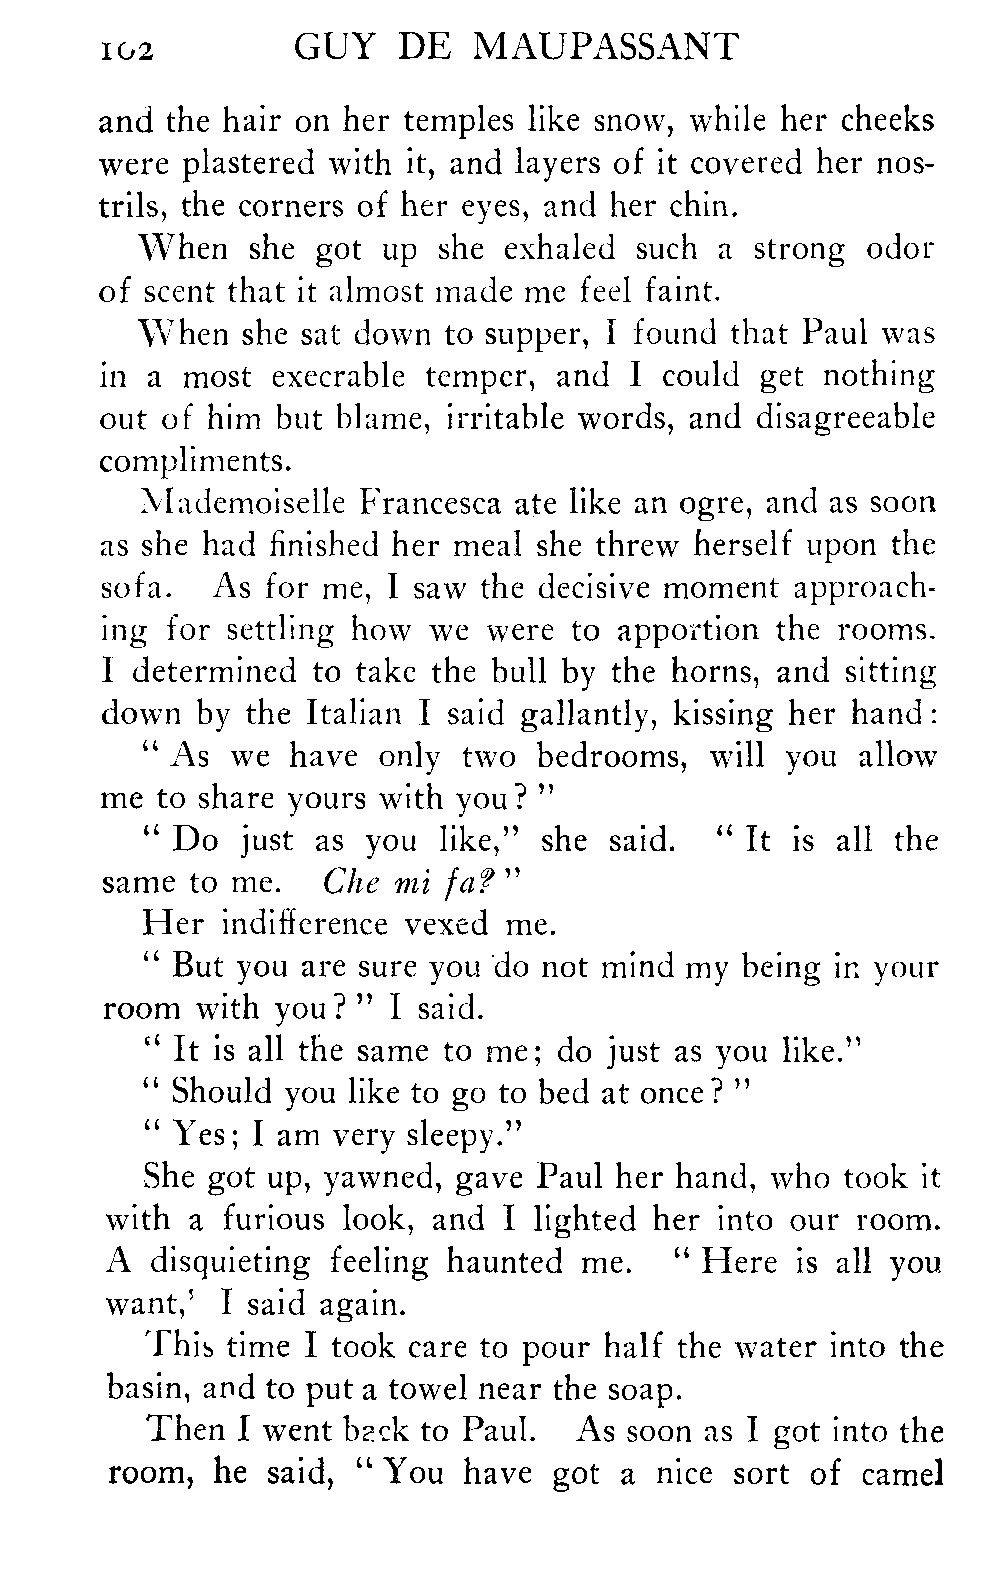 102 GUY DE MAUPASSANT
and the hair on her temples like snow, while her cheeks
were plastered with it, and layers of it covered her nos-
trils, the corners of her eyes, and her chin.
When she got up she exhaled such a strong odor
of scent that it almost made me feel faint.
When she sat down to supper, I found that Paul was
in a most execrable temper, and I could get nothing
out of him but blame, irritable words, and disagreeable
compliments.
Mademoiselle Francesca ate like an ogre, and as soon
as she had finished her meal she threw herself upon the
sofa. As for me, I saw the decisive moment approach-
ing for settling how we were to apportion the rooms.
I determined to take the bull by the horns, and sitting
down by the Italian I said gallantly, kissing her hand:
“ As we have only two bedrooms, will you allow
me to share yours with you? ”
“ Do just as you like,” she said. “ It is all the
same to me. Che mi fa? ”
Her indifference vexed me.
“ But you are sure you do not mind my being in your
room with you? ” I said.
“ It is all the same to me; do just as you like.”
“ Should you like to go to bed at once? ”
“ Yes; I am very sleepy.”
She got up, yawned, gave Paul her hand, who took it
with a furious look, and I lighted her into our room.
A disquieting feeling haunted me. “ Here is all you
want,’ I said again.
This time I took care to pour half the water into the
basin, and to put a towel near the soap.
Then I went back to Paul. As soon as I got into the
room, he said, “ You have got a nice sort of camel